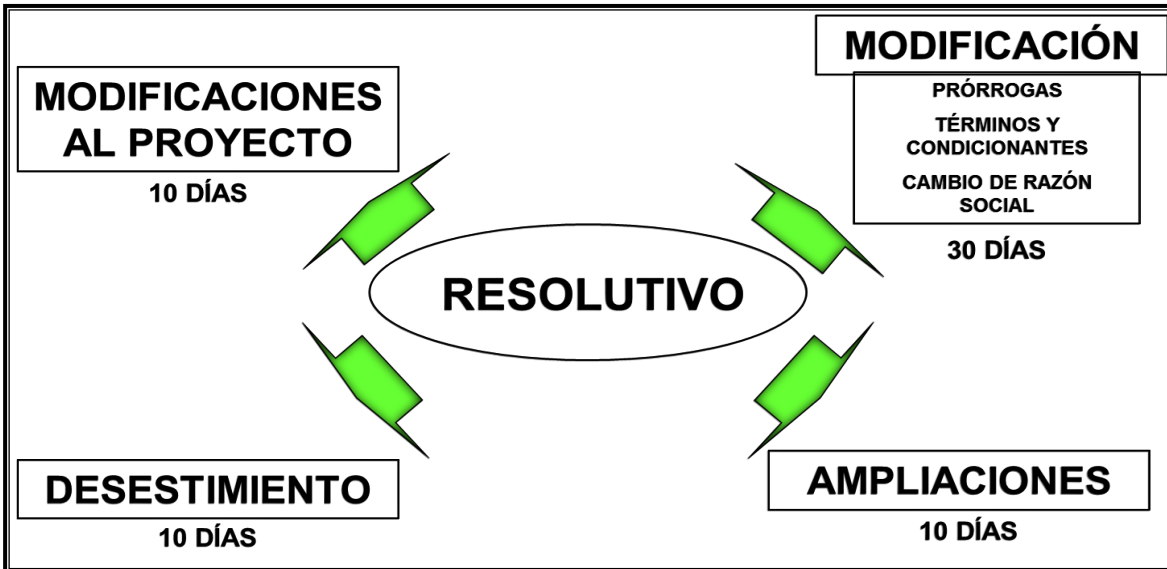 MODIFICACIONES
AL PROYECTO
10 DÍAS
MODIFICACIÓN
PRÓRROGAS
TÉRMINOS Y
CONDICIONANTES
CAMBIO DE RAZÓN
SOCIAL
30 DÍAS
RESOLUTIVO
DESESTIMIENTO
10 DÍAS
AMPLIACIONES
10 DÍAS